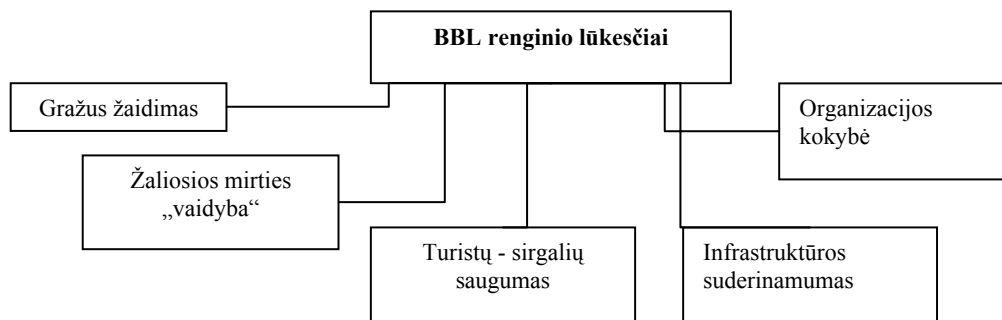 BBL renginio lūkesčiai
Gražus žaidimas
Organizacijos
kokybė
Žaliosios mirties
„vaidyba“
Turistų - sirgalių
saugumas
Infrastruktūros
suderinamumas